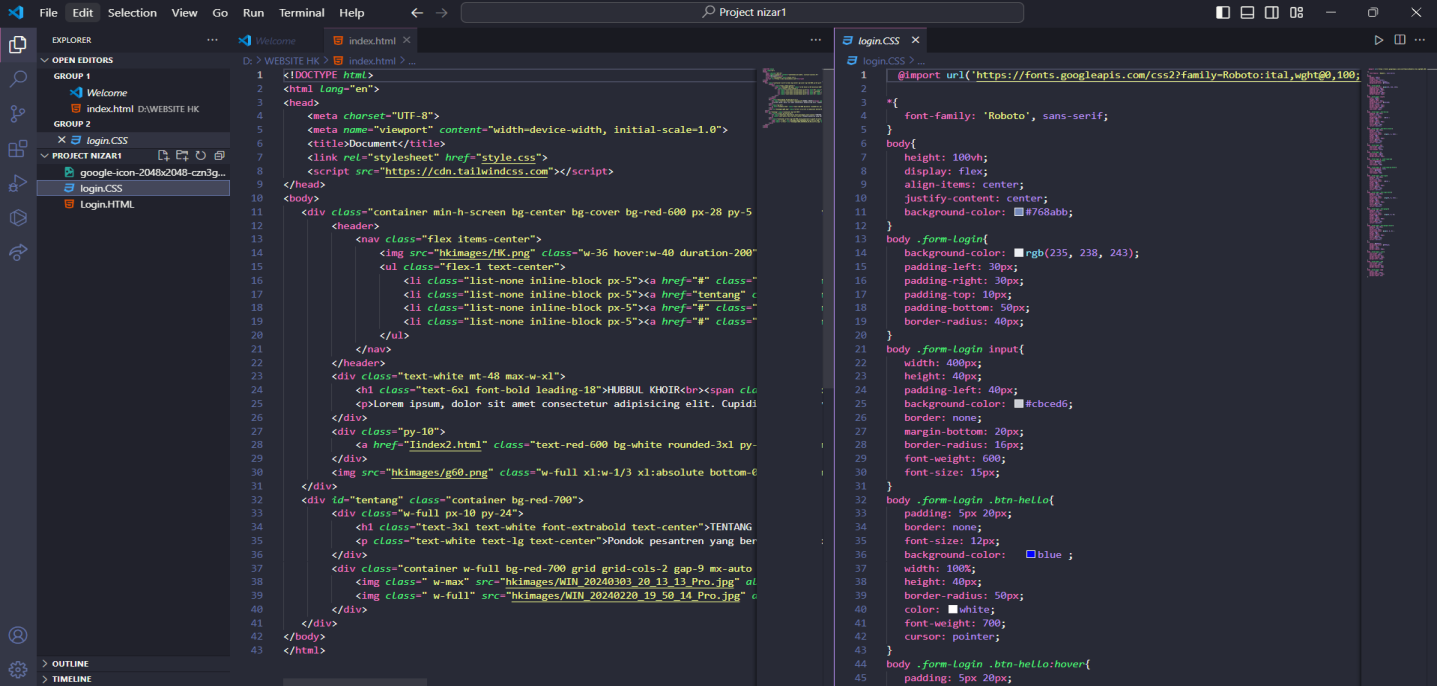 File Edit Selection View Go Run Terminal Help
Project nizar1
EXPLORER
OPEN EDITORS
GROUP 1
Welcome
index.html D:\WEBSITE HK
GROUP 2
login.CSS
PROJECT NIZAR1
google-icon-2048x2048-czn3g...
login.CSS
Login.HTML
OUTLINE
TIMELINE
Welcome
index.html
D: > WEBSITE HK > index.html > ...
1 <!DOCTYPE html>
2 <html lang="en">
3 <head>
4 <meta charset="UTF-8">
5 <meta name="viewport" content="width=device-width, initial-scale=1.0">
6 <title>Document</title>
7 <link rel="stylesheet" href="style.css">
8 <script src="https://cdn.tailwindcss.com"></script>
9 </head>
10 <body>
11 <div class="container min-h-screen bg-center bg-cover bg-red-600 px-28 py-5
12 <header>
13 <nav class="flex items-center">
14 <img src="hkimages/HK.png" class="w-36 hover:w-40 duration-200"
15 <ul class="flex-1 text-center">
16 <li class="list-none inline-block px-5"><a href="#" class="
17 <li class="list-none inline-block px-5"><a href="tentang" c
18 <li class="list-none inline-block px-5"><a href="#" class="
19 <li class="list-none inline-block px-5"><a href="#" class="
20 </ul>
21 </nav>
22 </header>
23 <div class="text-white mt-48 max-w-xl">
24 <h1 class="text-6xl font-bold leading-18">HUBBUL KHOIR<br><span cla
25 <p>Lorem ipsum, dolor sit amet consectetur adipisicing elit. Cupidi
26 </div>
27 <div class="py-10">
28 <a href="Iindex2.html" class="text-red-600 bg-white rounded-3xl py-
29 </div>
30 <img src="hkimages/g60.png" class="w-full xl:w-1/3 xl:absolute bottom-0
31 </div>
32 <div id="tentang" class="container bg-red-700">
33 <div class="w-full px-10 py-24">
34 <h1 class="text-3xl text-white font-extrabold text-center">TENTANG
35 <p class="text-white text-lg text-center">Pondok pesantren yang ber
36 </div>
37 <div class="container w-full bg-red-700 grid grid-cols-2 gap-9 mx-auto
38 <img class=" w-max" src="hkimages/WIN_20240303_20_13_13_Pro.jpg" al
39 <img class=" w-full" src="hkimages/WIN_20240220_19_50_14_Pro.jpg" a
40 </div>
41 </div>
42 </body>
43 </html>
login.CSS
login.CSS > ...
1 @import url('https://fonts.googleapis.com/css2?family=Roboto:ital,wght@0,100;
2
3 *{
4 font-family: 'Roboto', sans-serif;
5 }
6 body{
7 height: 100vh;
8 display: flex;
9 align-items: center;
10 justify-content: center;
11 background-color: #768abb;
12 }
13 body .form-login{
14 background-color: rgb(235, 238, 243);
15 padding-left: 30px;
16 padding-right: 30px;
17 padding-top: 10px;
18 padding-bottom: 50px;
19 border-radius: 40px;
20 }
21 body .form-login input{
22 width: 400px;
23 height: 40px;
24 padding-left: 40px;
25 background-color: #cbced6;
26 border: none;
27 margin-bottom: 20px;
28 border-radius: 16px;
29 font-weight: 600;
30 font-size: 15px;
31 }
32 body .form-login .btn-hello{
33 padding: 5px 20px;
34 border: none;
35 font-size: 12px;
36 background-color: blue ;
37 width: 100%;
38 height: 40px;
39 border-radius: 50px;
40 color: white;
41 font-weight: 700;
42 cursor: pointer;
43 }
44 body .form-login .btn-hello:hover{
45 padding: 5px 20px;